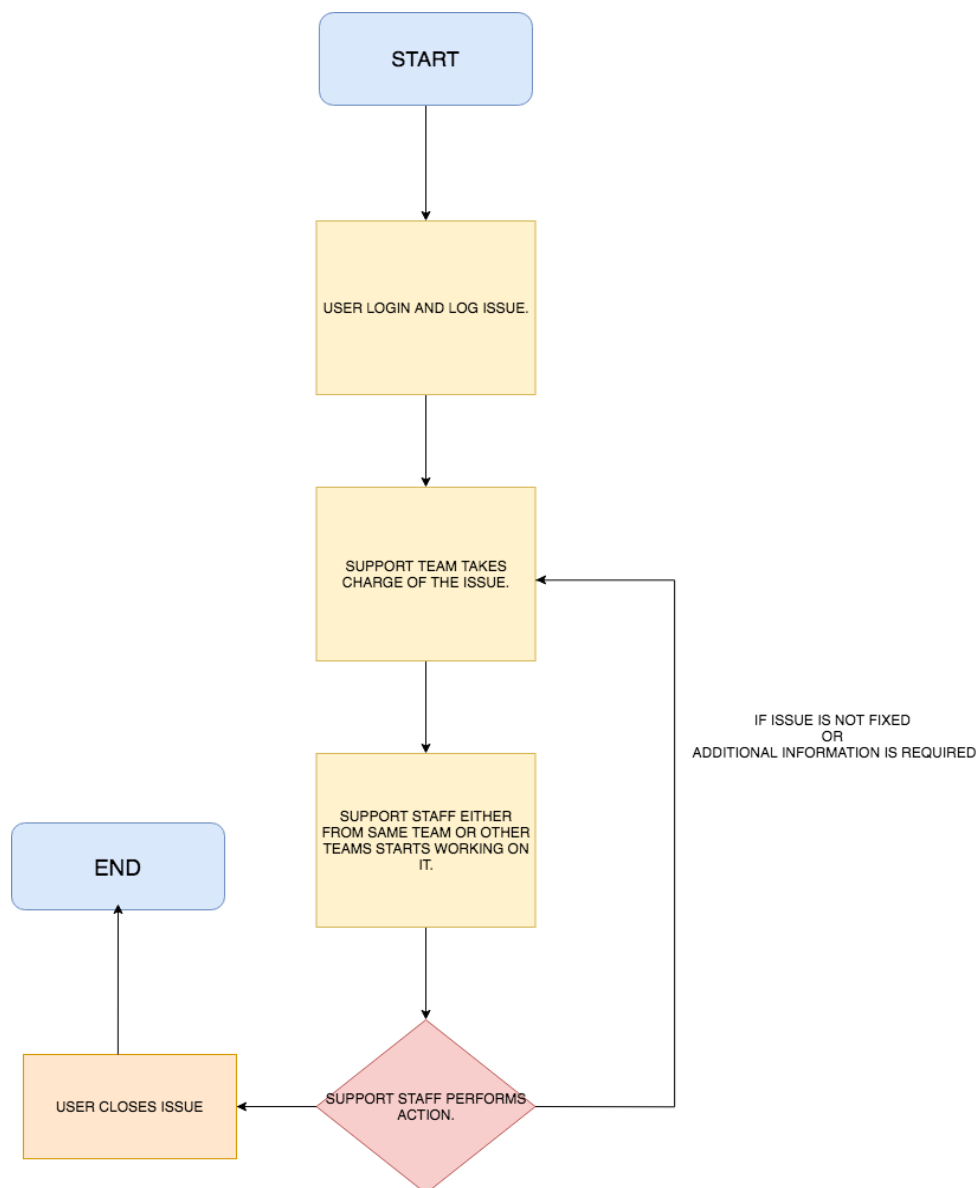 START
USER LOGIN AND LOG ISSUE.
SUPPORT TEAM TAKES
CHARGE OF THE ISSUE.
IF ISSUE IS NOT FIXED
OR
ADDITIONAL INFORMATION IS REQUIRED
SUPPORT STAFF EITHER
FROM SAME TEAM OR OTHER
TEAMS STARTS WORKING ON
IT.
END
SUPPORT STAFF PERFORMS
ACTION.
USER CLOSES ISSUE